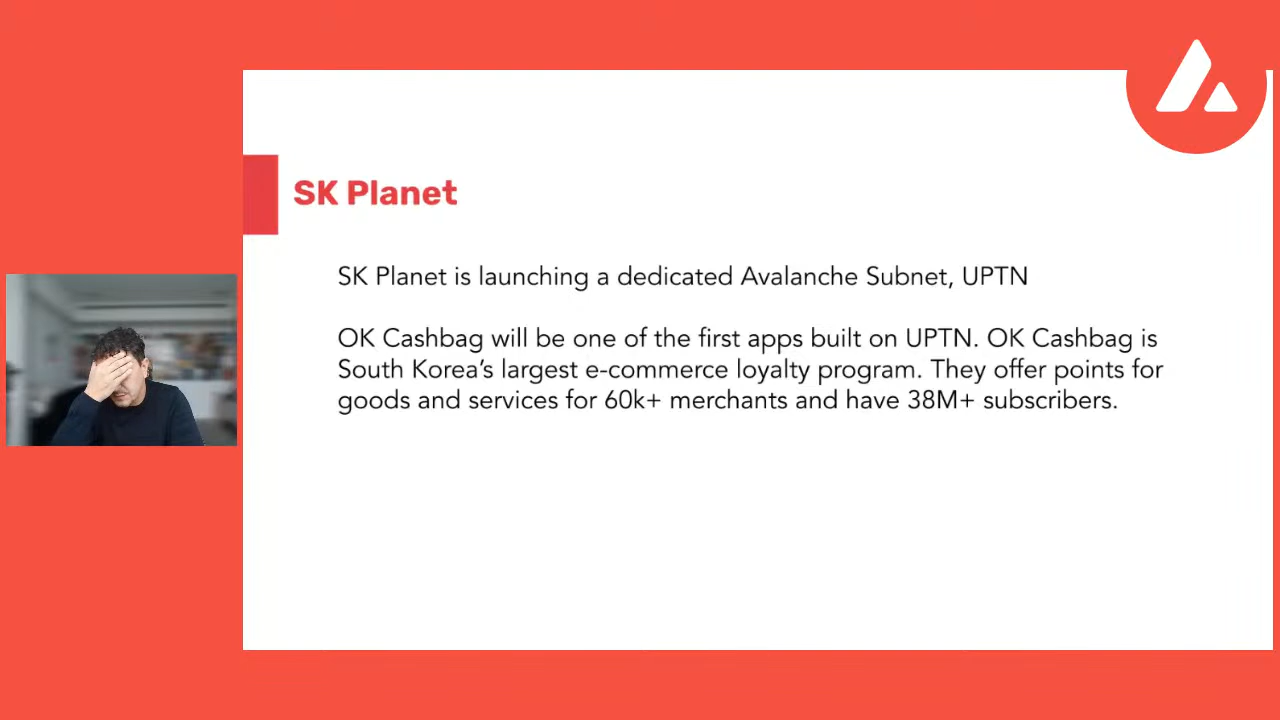 SK Planet
SK Planet is launching a dedicated Avalanche Subnet, UPTN
OK Cashbag will be one of the first apps built on UPTN. OK Cashbag is
South Korea’s largest e-commerce loyalty program. They offer points for
goods and services for 60k+ merchants and have 38M+ subscribers.